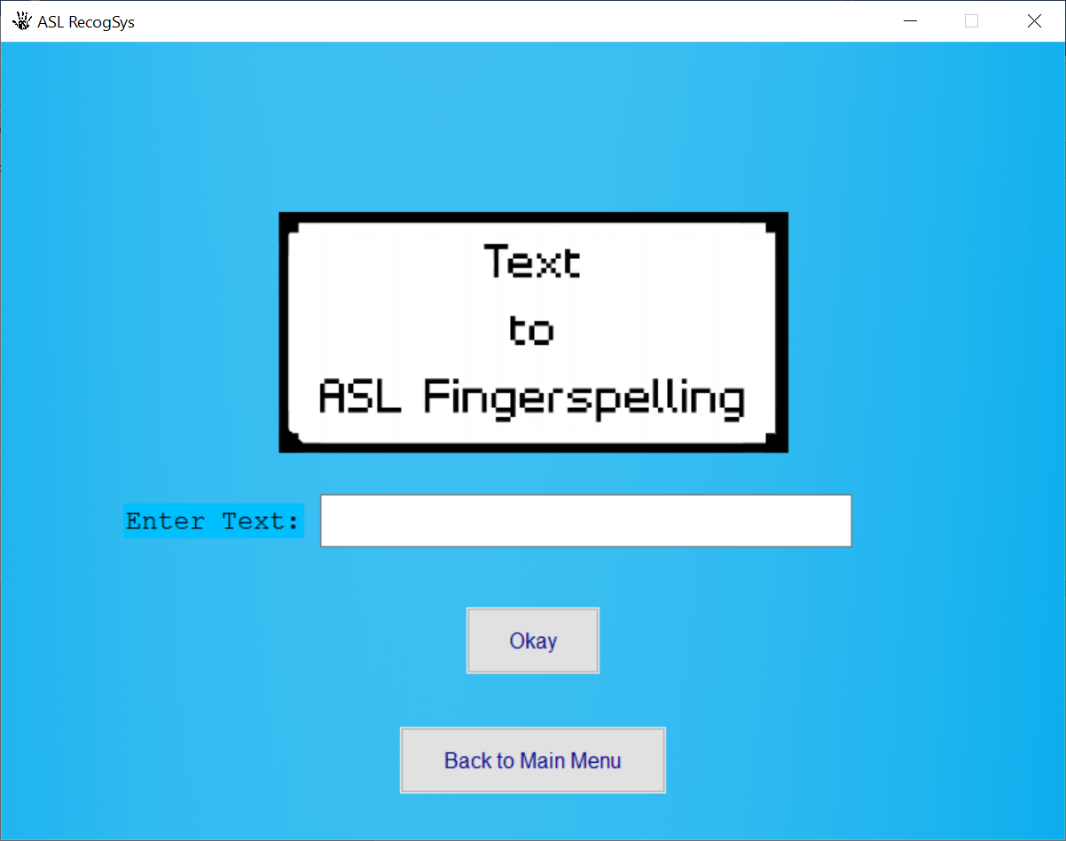 ASL RecogSys
Text
to
ASL Fingerspelling
Enter Text:
Okay
Back to Main Menu